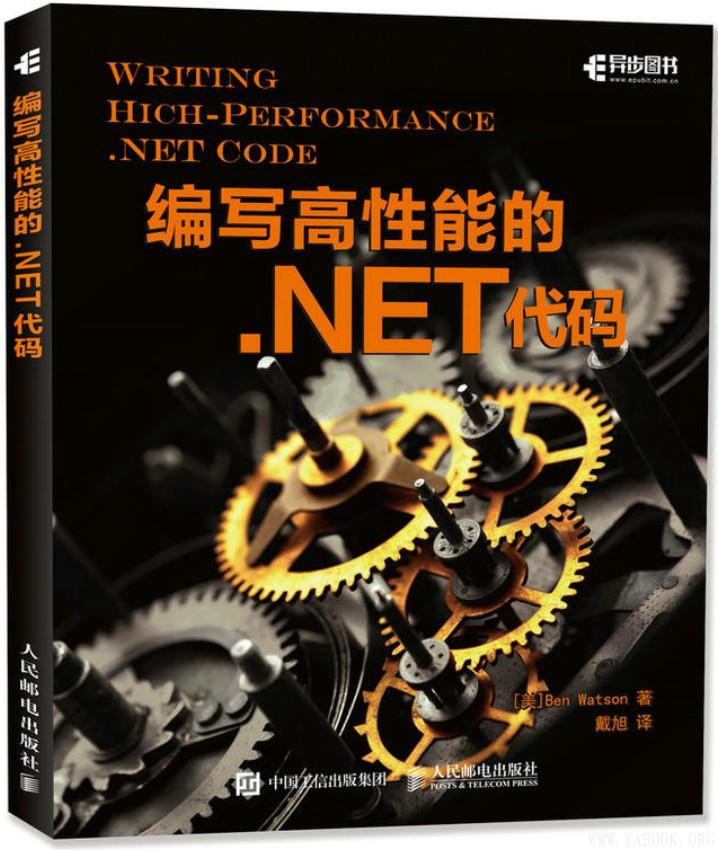 异步图书
www.epubit.com.cn
WRITING
HICH-PERFORMANCE
.NET CODE
编写高性能的
.NET代码
[美]Ben Watson 著
戴旭 译
中国工信出版集团
人民邮电出版社
POSTS & TELECOM PRESS
编写高性能的.NET代码
人民邮电出版社
WWW.YABOOK.ORG